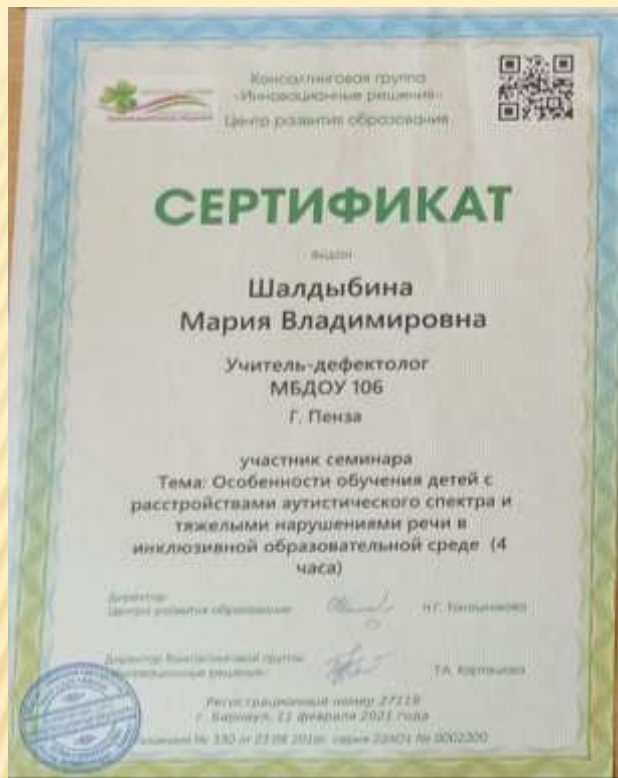 Консалтинговая группа
«Инновационные решения»
Центр развития образования
СЕРТИФИКАТ
выдан
Шалдыбина
Мария Владимировна
Учитель-дефектолог
МБДОУ 106
Г. Пенза
участник семинара
Тема: Особенности обучения детей с
расстройствами аутистического спектра и
тяжелыми нарушениями речи в
инклюзивной образовательной среде (4
часа)
Директор
Центра развития образования
Директор Консалтинговой группы
«Инновационные решения»
Т.А.
Регистрационный номер 27119
г. Барнаул, 11 февраля 2021 года
№ 0002300